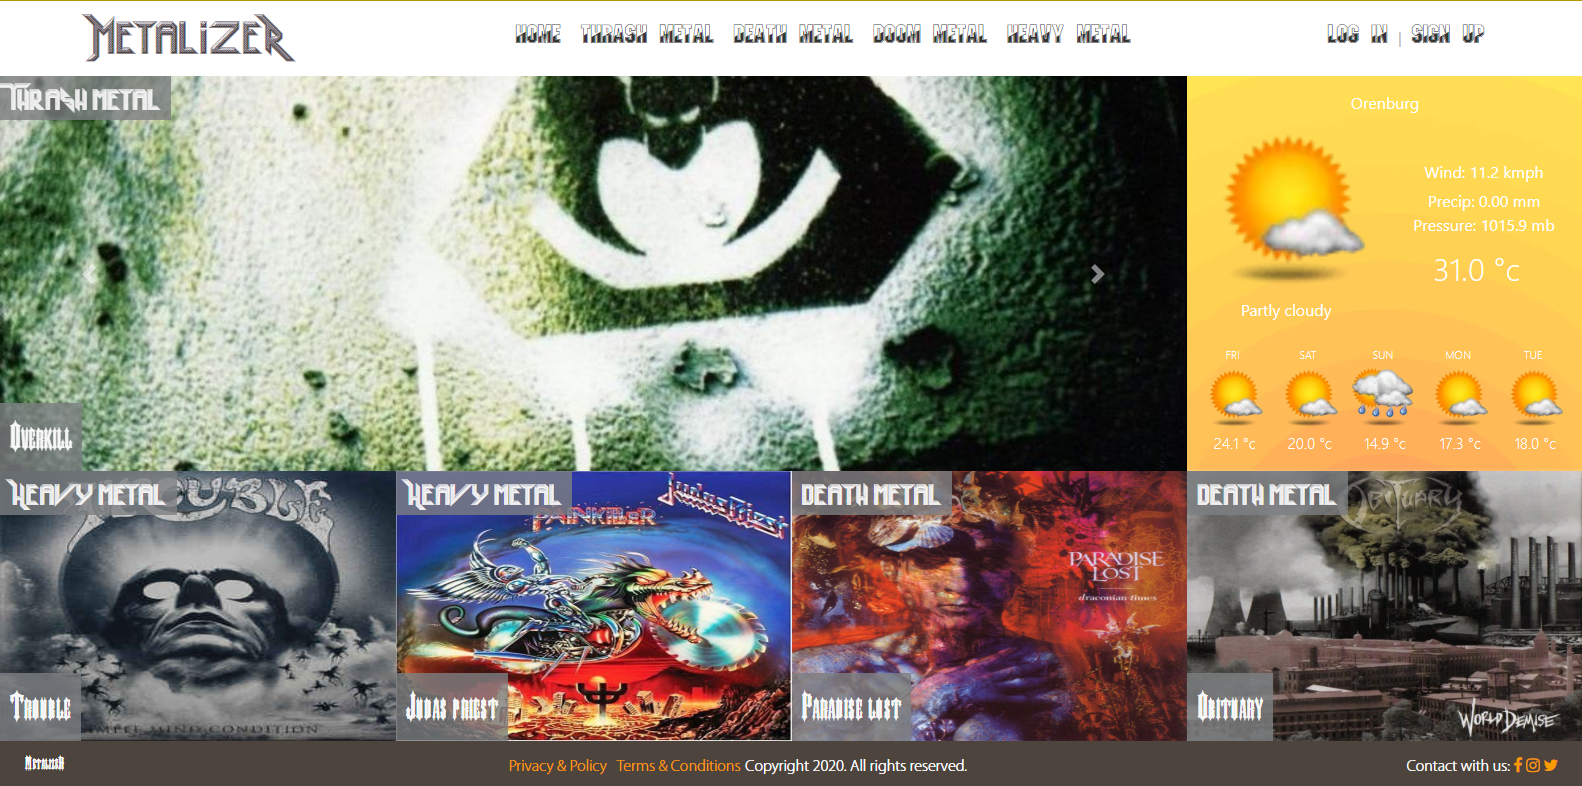 METALiZER
HOME THRASH METAL DEATH METAL DOOM METAL HEAVY METAL
LOG IN | SIGN UP
THRASH METAL
Orenburg
Wind: 11.2 kmph
Precip: 0.00 mm
Pressure: 1015.9 mb
31.0 °c
Partly cloudy
FRI SAT SUN MON TUE
24.1 °c 20.0 °c 14.9 °c 17.3 °c 18.0 °c
OVERKILL
HEAVY METAL
TROUBLE
HEAVY METAL
Judas Priest
PAINKILLER
JUDAS PRIEST
DEATH METAL
PARADISE LOST
draconian times
PARADISE LOST
DEATH METAL
OBITUARY
WORLD DEMISE
OBITUARY
METALIZER
Privacy & Policy Terms & Conditions Copyright 2020. All rights reserved.
Contact with us: